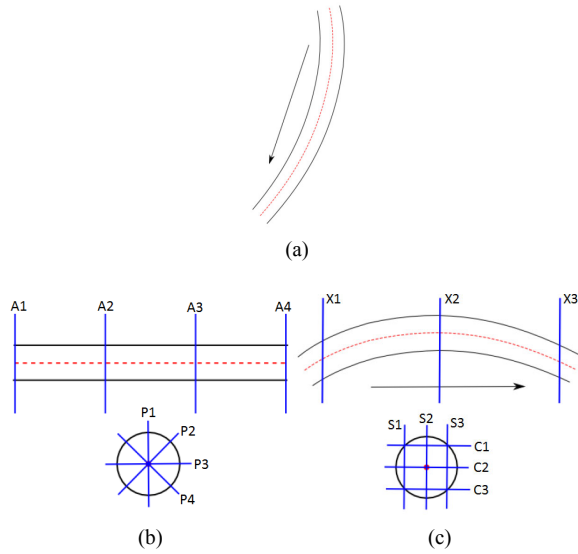 (a)
A1 A2 A3 A4
X1 X2 X3
P1
P2
P3
P4
S1 S2 S3
C1
C2
C3
(b) (c)